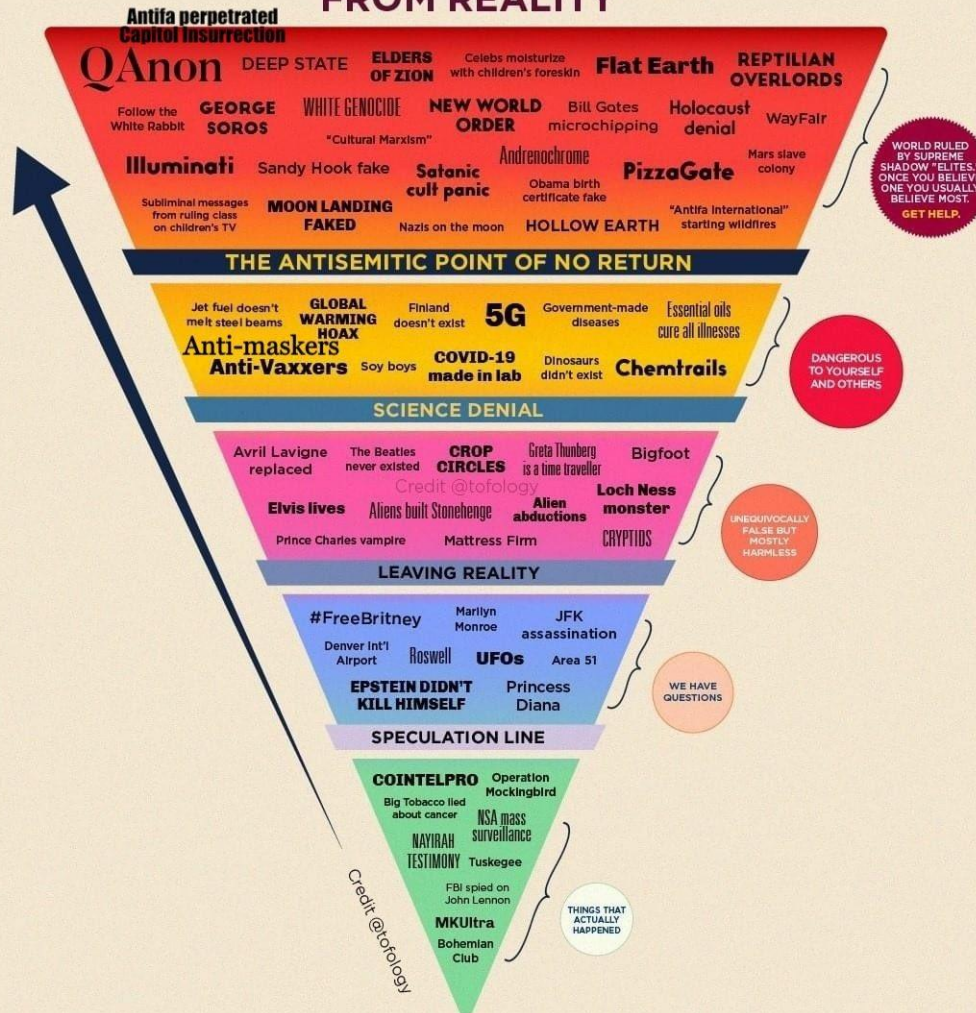 FROM REALITY
Antifa perpetrated
Capitol Insurrection
QAnon
DEEP STATE
ELDERS
OF ZION
Celebs moisturize
with children's foreskin
Flat Earth
REPTILIAN
OVERLORDS
Follow the
White Rabbit
GEORGE
SOROS
WHITE GENOCIDE
"Cultural Marxism"
NEW WORLD
ORDER
Bill Gates
microchipping
Holocaust
denial
WayFair
Illuminati
Sandy Hook fake
Satanic
cult panic
Andrenochrome
Obama birth
certificate fake
PizzaGate
Mars slave
colony
Subliminal messages
from ruling class
on children's TV
MOON LANDING
FAKED
Nazis on the moon
HOLLOW EARTH
"Antifa International"
starting wildfires
WORLD RULED
BY SUPREME
SHADOW "ELITES.
ONCE YOU BELIEV
ONE YOU USUALL
BELIEVE MOST.
GET HELP.
THE ANTISEMITIC POINT OF NO RETURN
Jet fuel doesn't
melt steel beams
GLOBAL
WARMING
HOAX
Finland
doesn't exist
5G
Government-made
diseases
Essential oils
cure all illnesses
Anti-maskers
Anti-Vaxxers
Soy boys
COVID-19
made in lab
Dinosaurs
didn't exist
Chemtrails
DANGEROUS
TO YOURSELF
AND OTHERS
SCIENCE DENIAL
Avril Lavigne
replaced
The Beatles
never existed
CROP
CIRCLES
Greta Thunberg
is a time traveller
Bigfoot
Credit @tofology
Elvis lives
Aliens built Stonehenge
Alien
abductions
Loch Ness
monster
Prince Charles vampire
Mattress Firm
CRYPTIDS
UNEQUIVOCALLY
FALSE BUT
MOSTLY
HARMLESS
LEAVING REALITY
#FreeBritney
Marilyn
Monroe
JFK
assassination
Denver Int'l
Airport
Roswell
UFOs
Area 51
EPSTEIN DIDN'T
KILL HIMSELF
Princess
Diana
WE HAVE
QUESTIONS
SPECULATION LINE
COINTELPRO
Operation
Mockingbird
Big Tobacco lied
about cancer
NSA mass
surveillance
NAYIRAH
TESTIMONY
Tuskegee
FBI spied on
John Lennon
MKUltra
Bohemian
Club
THINGS THAT
ACTUALLY
HAPPENED
Credit @tofology